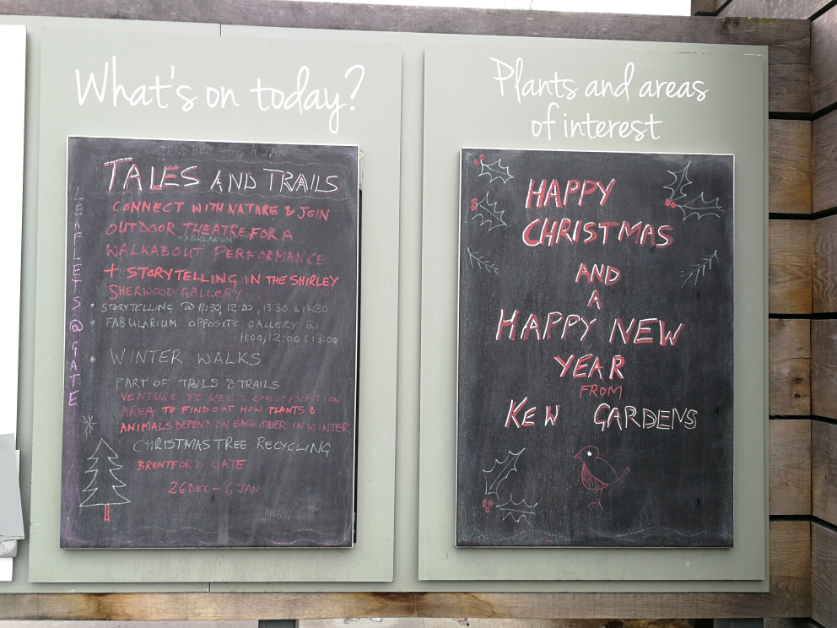 What's on today?
TALES AND TRAILS
CONNECT WITH NATURE & JOIN
OUTDOOR THEATRE FOR A
FABULARIUM
WALKABOUT PERFORMANCE
+ STORYTELLING IN THE SHIRLEY
SHERWOOD GALLERY
• STORYTELLING @ 11:30, 12:30, 13:30 & 14:30
• FABULARIUM OPPOSITE GALLERY @
11:00, 12:00 & 13:00
• WINTER WALKS
PART OF TALES & TRAILS
VENTURE TO KEW'S CONSERVATION
AREA TO FIND OUT HOW PLANTS &
ANIMALS DEPEND ON EACH OTHER IN WINTER
CHRISTMAS TREE RECYCLING
BRENTFORD GATE
26 DEC - 6 JAN
LEAFLETS @ GATE
Plants and areas
of interest
HAPPY
CHRISTMAS
AND
A
HAPPY NEW
YEAR
FROM
KEW GARDENS